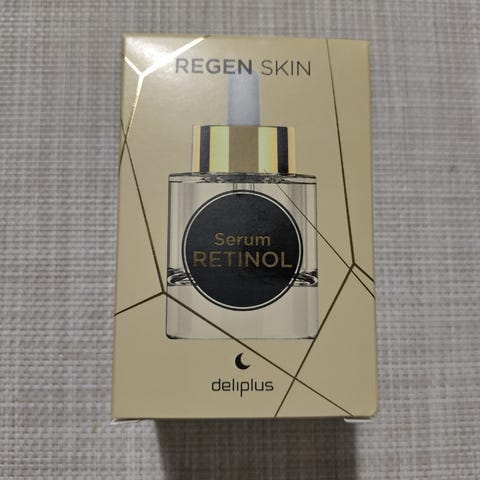 REGEN SKIN
Serum
RETINOL
deliplus